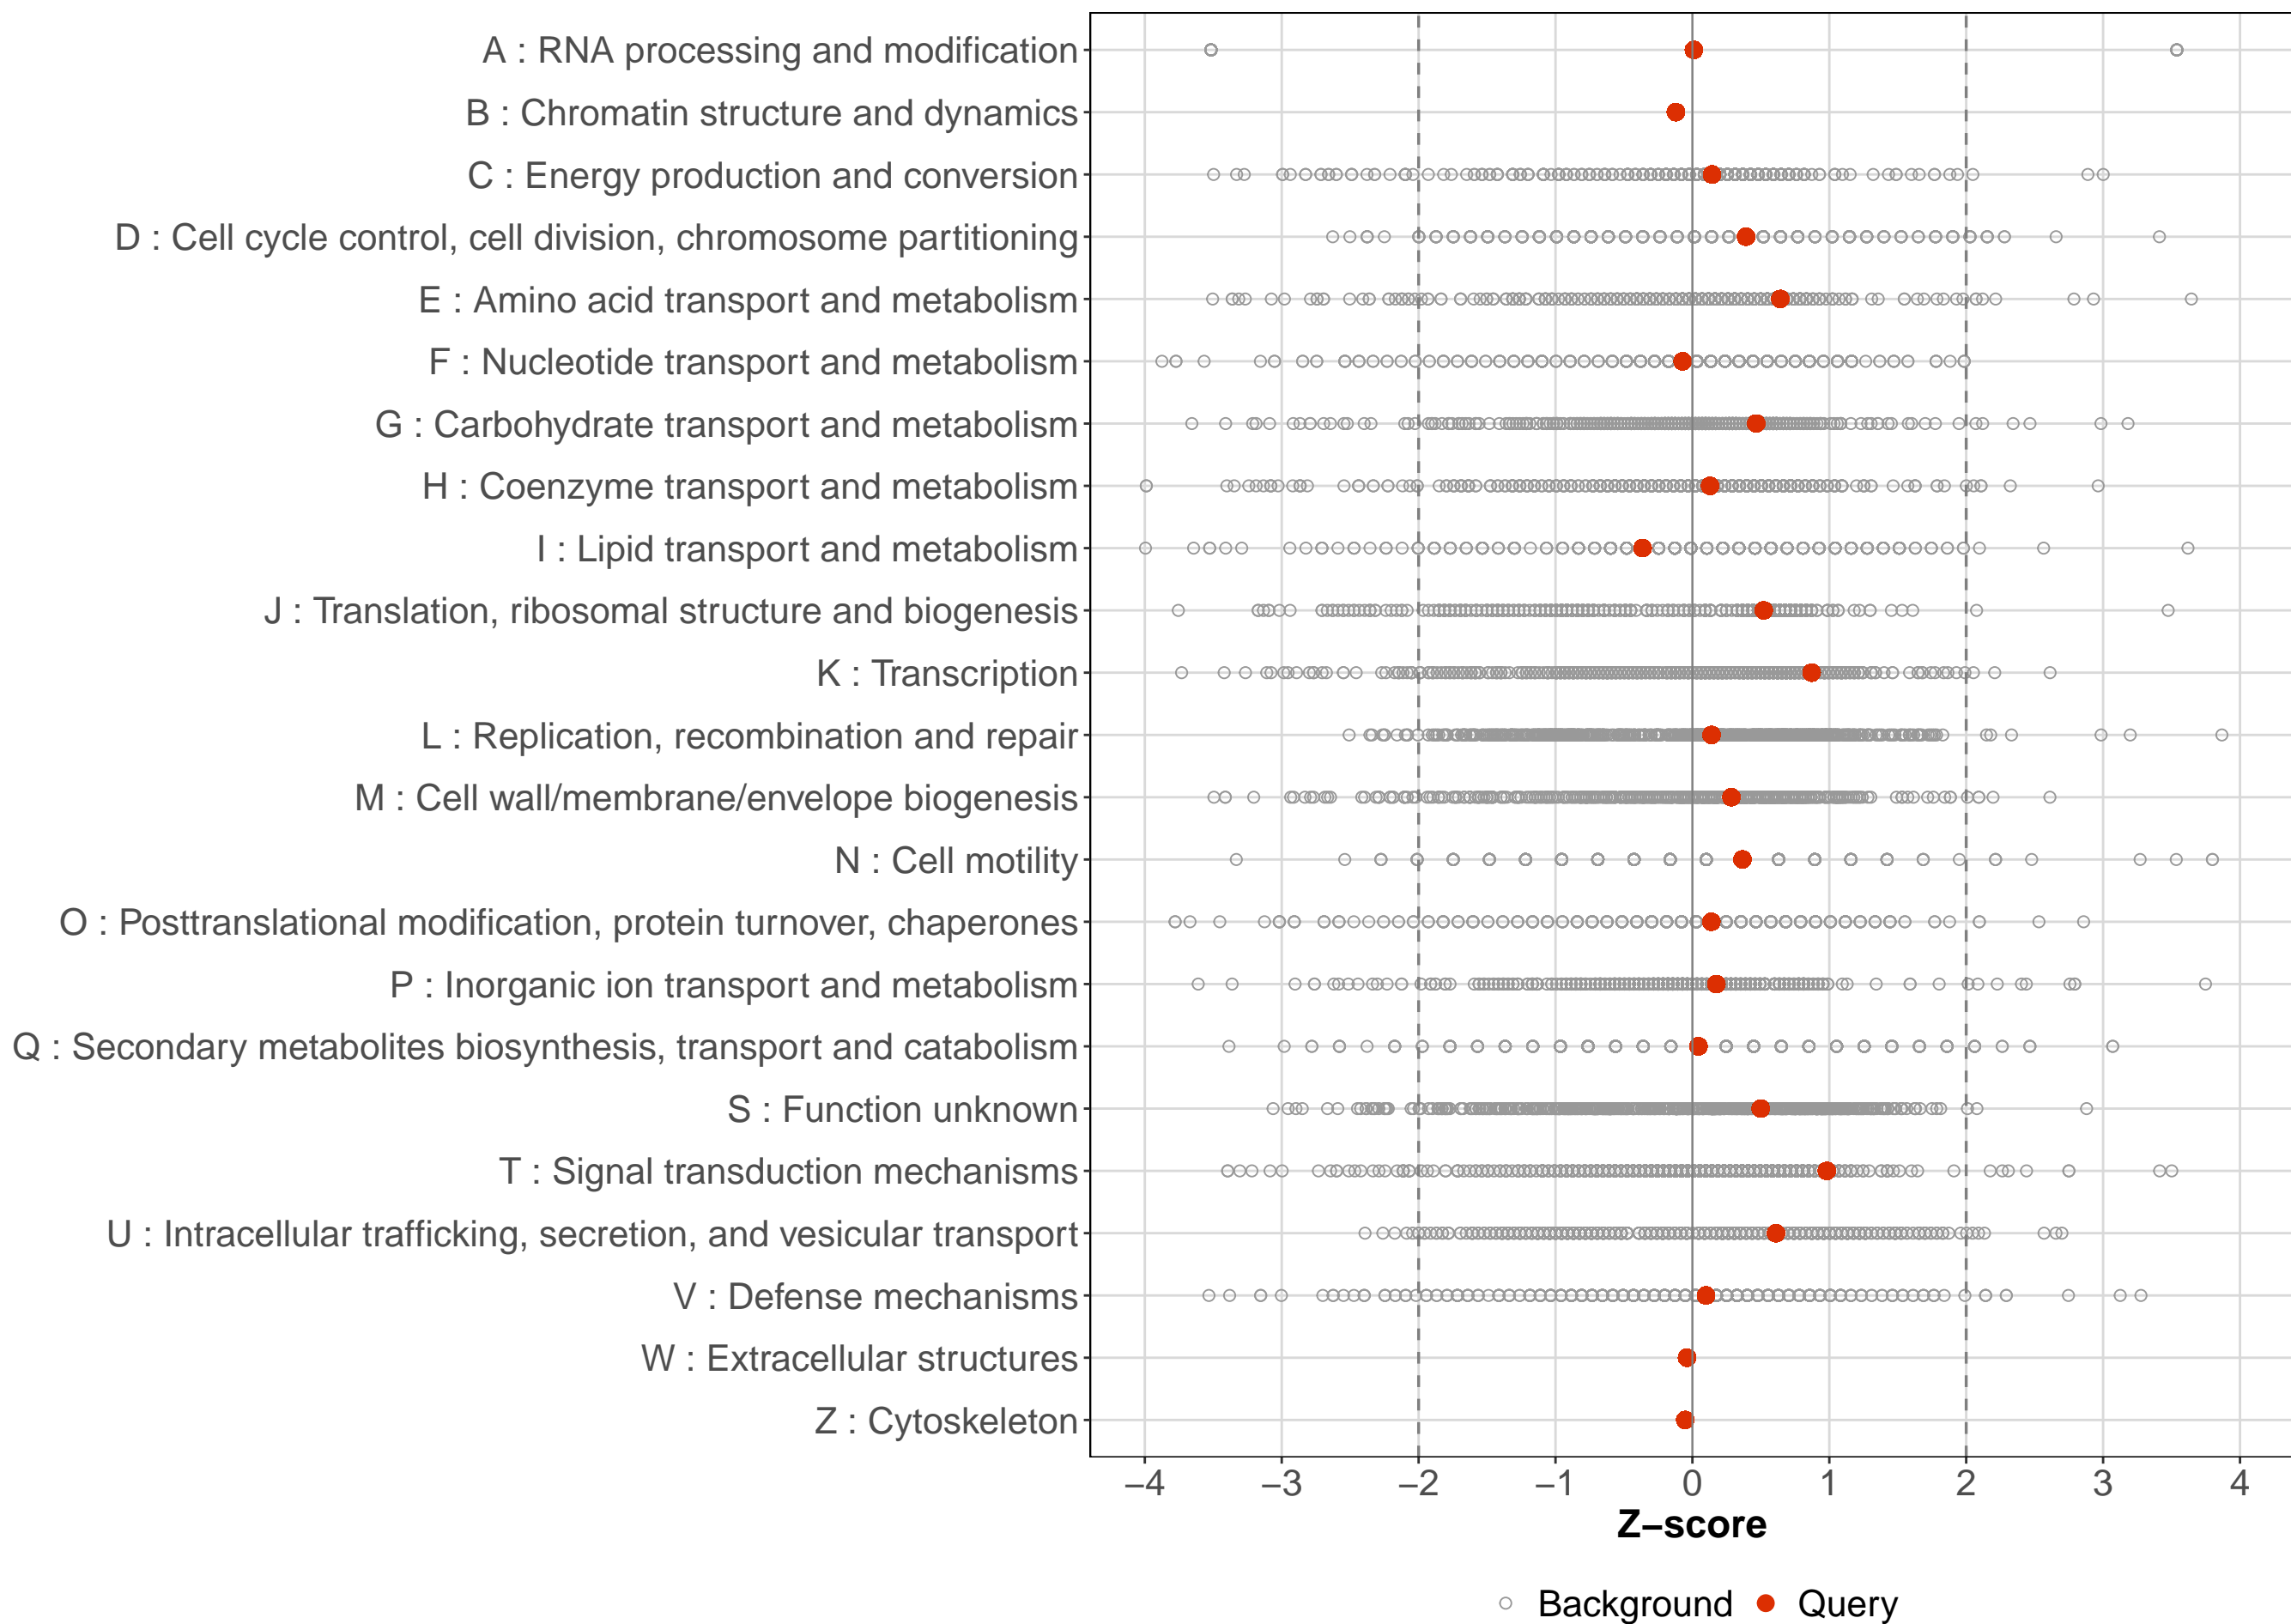 A : RNA processing and modification
B : Chromatin structure and dynamics
C : Energy production and conversion
D : Cell cycle control, cell division, chromosome partitioning
E : Amino acid transport and metabolism
F : Nucleotide transport and metabolism
G : Carbohydrate transport and metabolism
H : Coenzyme transport and metabolism
I : Lipid transport and metabolism
J : Translation, ribosomal structure and biogenesis
K : Transcription
L : Replication, recombination and repair
M : Cell wall/membrane/envelope biogenesis
N : Cell motility
O : Posttranslational modification, protein turnover, chaperones
P : Inorganic ion transport and metabolism
Q : Secondary metabolites biosynthesis, transport and catabolism
S : Function unknown
T : Signal transduction mechanisms
U : Intracellular trafficking, secretion, and vesicular transport
V : Defense mechanisms
W : Extracellular structures
Z : Cytoskeleton
−4 −3 −2 −1 0 1 2 3 4
Z−score
Background Query